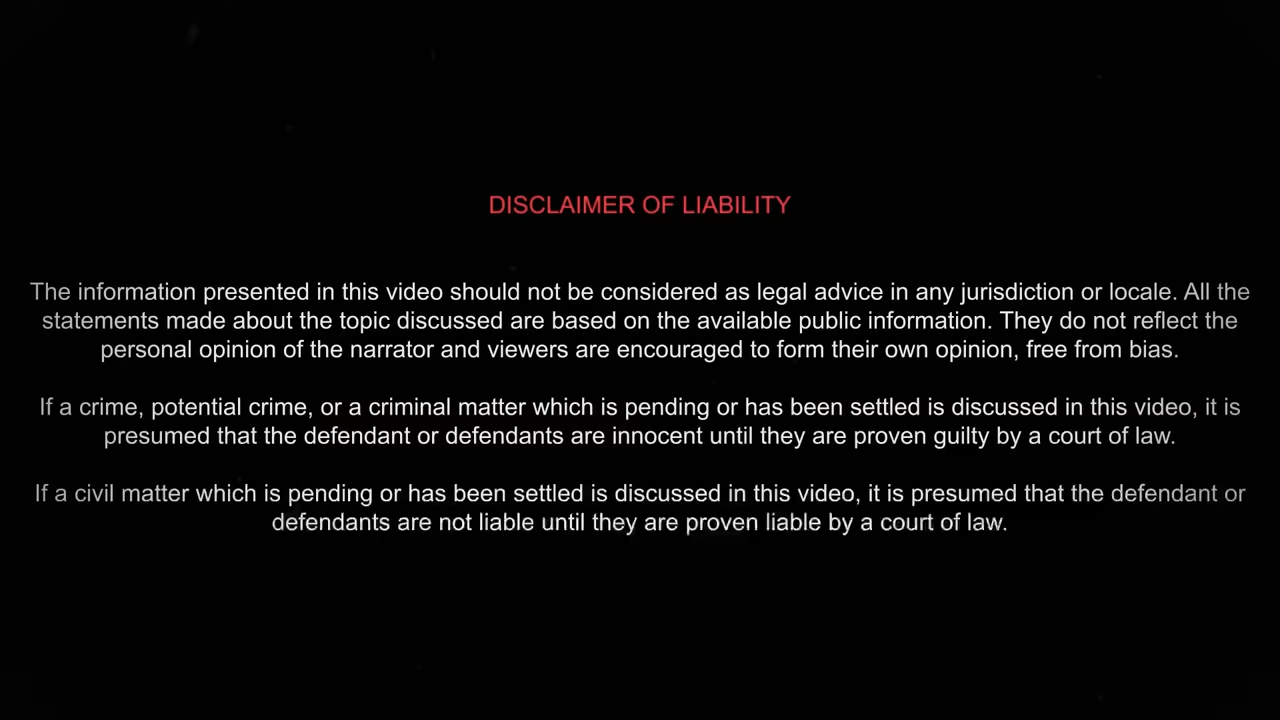 DISCLAIMER OF LIABILITY
The information presented in this video should not be considered as legal advice in any jurisdiction or locale. All the
statements made about the topic discussed are based on the available public information. They do not reflect the
personal opinion of the narrator and viewers are encouraged to form their own opinion, free from bias.
If a crime, potential crime, or a criminal matter which is pending or has been settled is discussed in this video, it is
presumed that the defendant or defendants are innocent until they are proven guilty by a court of law.
If a civil matter which is pending or has been settled is discussed in this video, it is presumed that the defendant or
defendants are not liable until they are proven liable by a court of law.